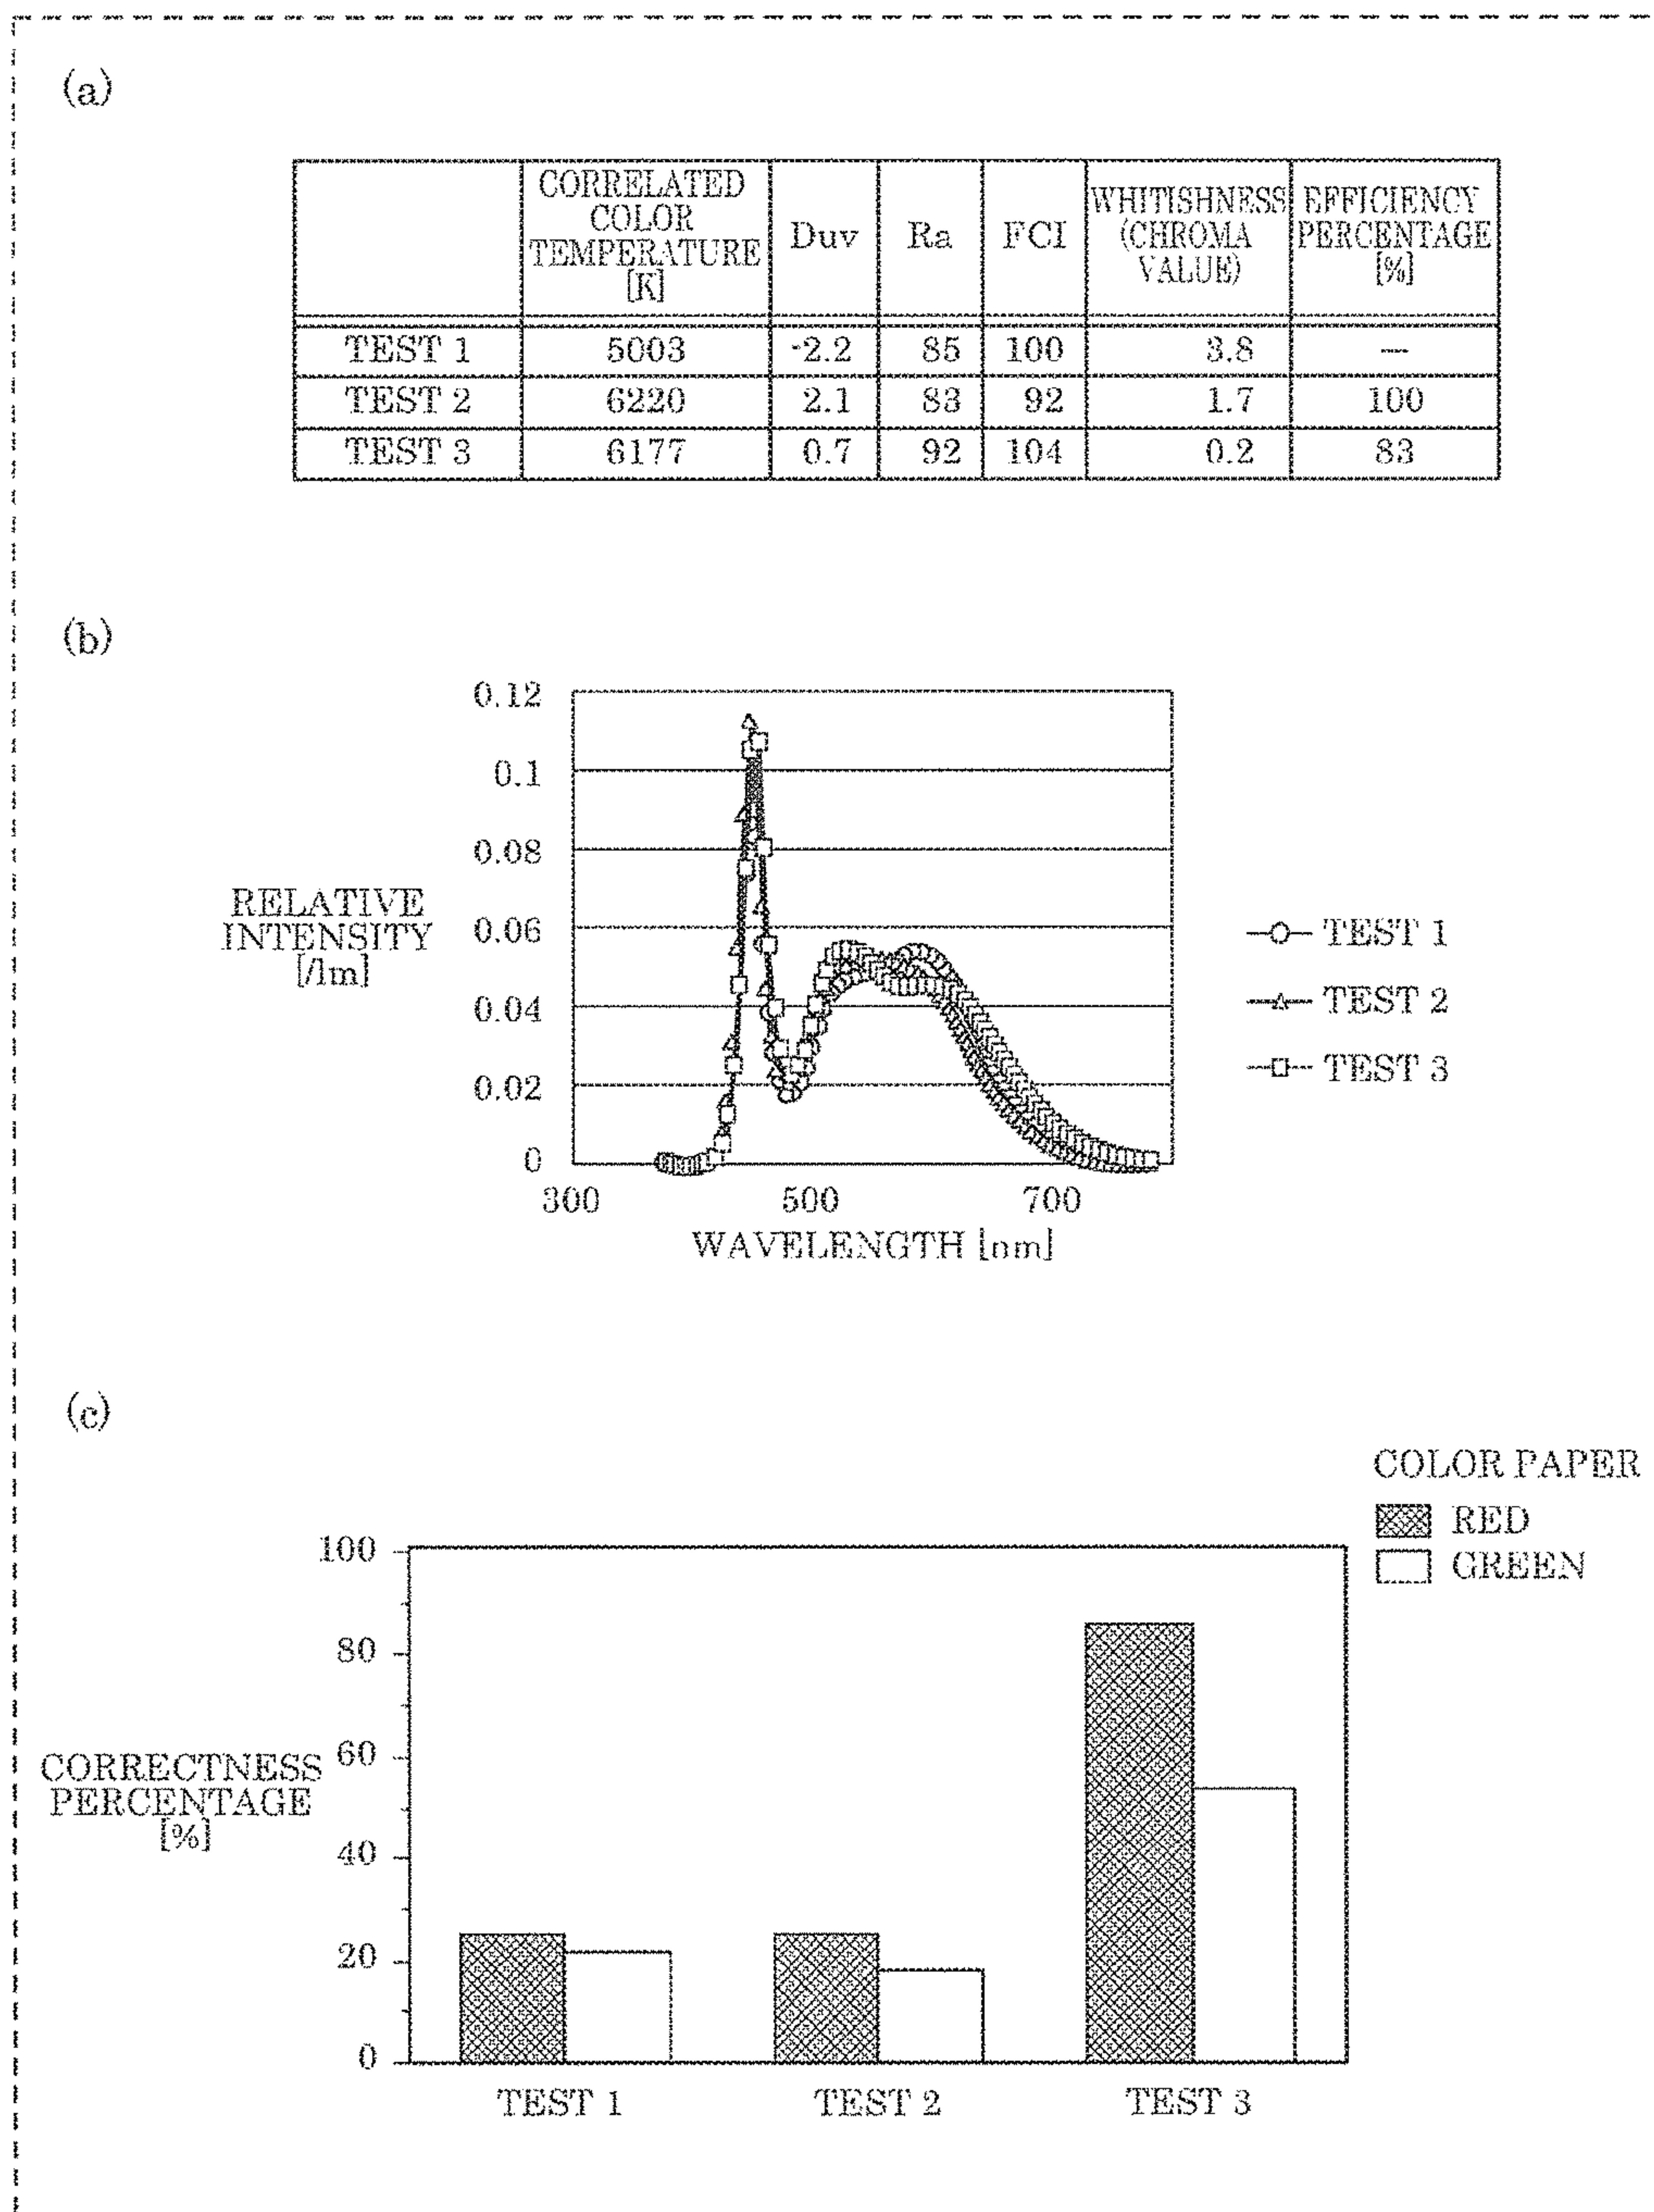 (a)
CORRELATED
COLOR
TEMPERATURE
[K]
Duv
Ra
FCI
WHITISHNESS
(CHROMA
VALUE)
EFFICIENCY
PERCENTAGE
[%]
TEST 1 5003 -2.2 85 100 3.8 —
TEST 2 6220 2.1 83 92 1.7 100
TEST 3 6177 0.7 92 104 0.2 83
(b)
0.12
0.1
0.08
0.06
0.04
0.02
0
RELATIVE
INTENSITY
[/lm]
300 500 700
WAVELENGTH [nm]
TEST 1
TEST 2
TEST 3
(c)
COLOR PAPER
RED
GREEN
100
80
60
40
20
0
CORRECTNESS
PERCENTAGE
[%]
TEST 1 TEST 2 TEST 3